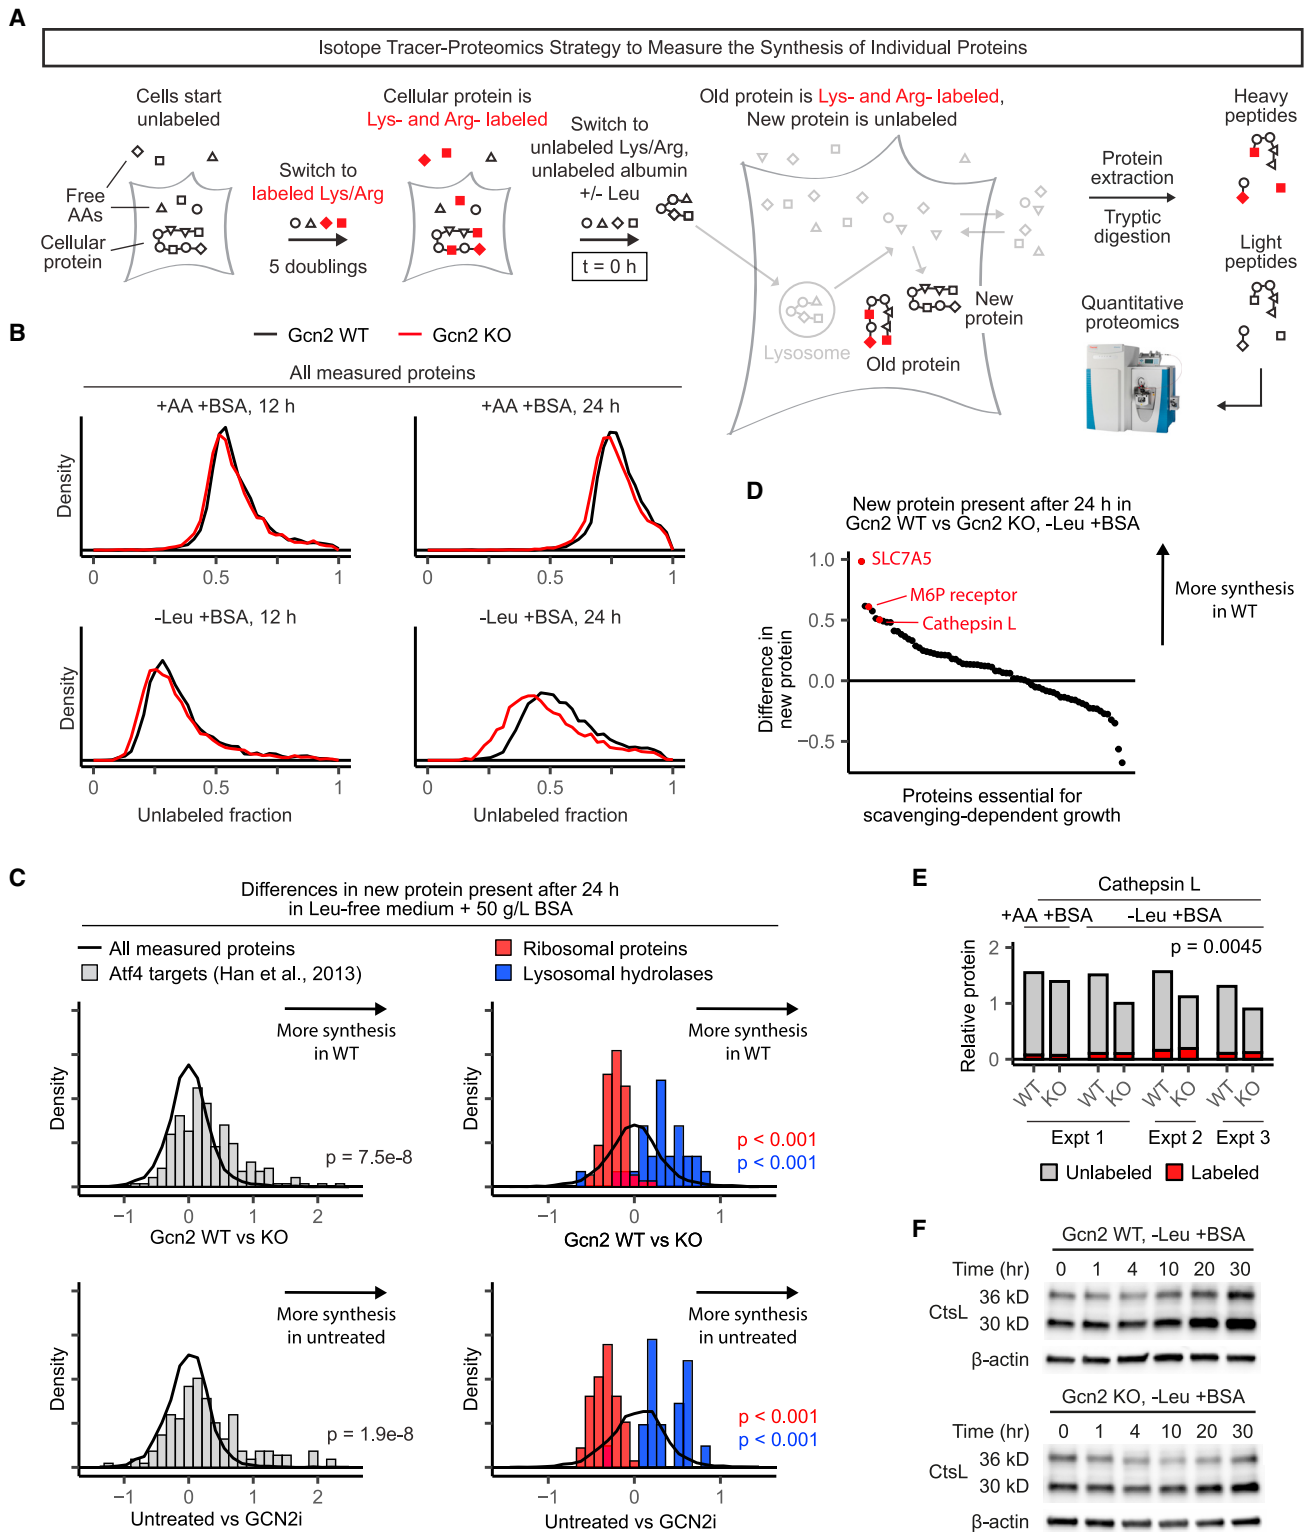 A
Isotope Tracer-Proteomics Strategy to Measure the Synthesis of Individual Proteins
Cells start
unlabeled
Free
AAs
Cellular
protein
Switch to
labeled Lys/Arg
5 doublings
Cellular protein is
Lys- and Arg- labeled
Switch to
unlabeled Lys/Arg,
unlabeled albumin
+/- Leu
t = 0 h
Old protein is Lys- and Arg- labeled,
New protein is unlabeled
Lysosome
Old protein
New
protein
Protein
extraction
Tryptic
digestion
Heavy
peptides
Light
peptides
Quantitative
proteomics
B
Gcn2 WT
Gcn2 KO
All measured proteins
+AA +BSA, 12 h
+AA +BSA, 24 h
Density
0 0.5 1
0 0.5 1
-Leu +BSA, 12 h
-Leu +BSA, 24 h
Density
0 0.5 1
0 0.5 1
Unlabeled fraction
Unlabeled fraction
D
New protein present after 24 h in
Gcn2 WT vs Gcn2 KO, -Leu +BSA
1.0
0.5
0.0
−0.5
Difference in
new protein
SLC7A5
M6P receptor
Cathepsin L
More synthesis
in WT
Proteins essential for
scavenging-dependent growth
C
Differences in new protein present after 24 h
in Leu-free medium + 50 g/L BSA
All measured proteins
Atf4 targets (Han et al., 2013)
Ribosomal proteins
Lysosomal hydrolases
More synthesis
in WT
Density
p = 7.5e-8
−1 0 1 2
Gcn2 WT vs KO
More synthesis
in WT
Density
p < 0.001
p < 0.001
−1 0 1
Gcn2 WT vs KO
More synthesis
in untreated
Density
p = 1.9e-8
−1 0 1 2
Untreated vs GCN2i
More synthesis
in untreated
Density
p < 0.001
p < 0.001
−1 0 1
Untreated vs GCN2i
E
Cathepsin L
+AA +BSA
-Leu +BSA
p = 0.0045
2
1
0
Relative protein
WT KO WT KO WT KO WT KO
Expt 1 Expt 2 Expt 3
Unlabeled
Labeled
F
Gcn2 WT, -Leu +BSA
Time (hr) 0 1 4 10 20 30
CtsL
36 kD
30 kD
β-actin
Gcn2 KO, -Leu +BSA
Time (hr) 0 1 4 10 20 30
CtsL
36 kD
30 kD
β-actin